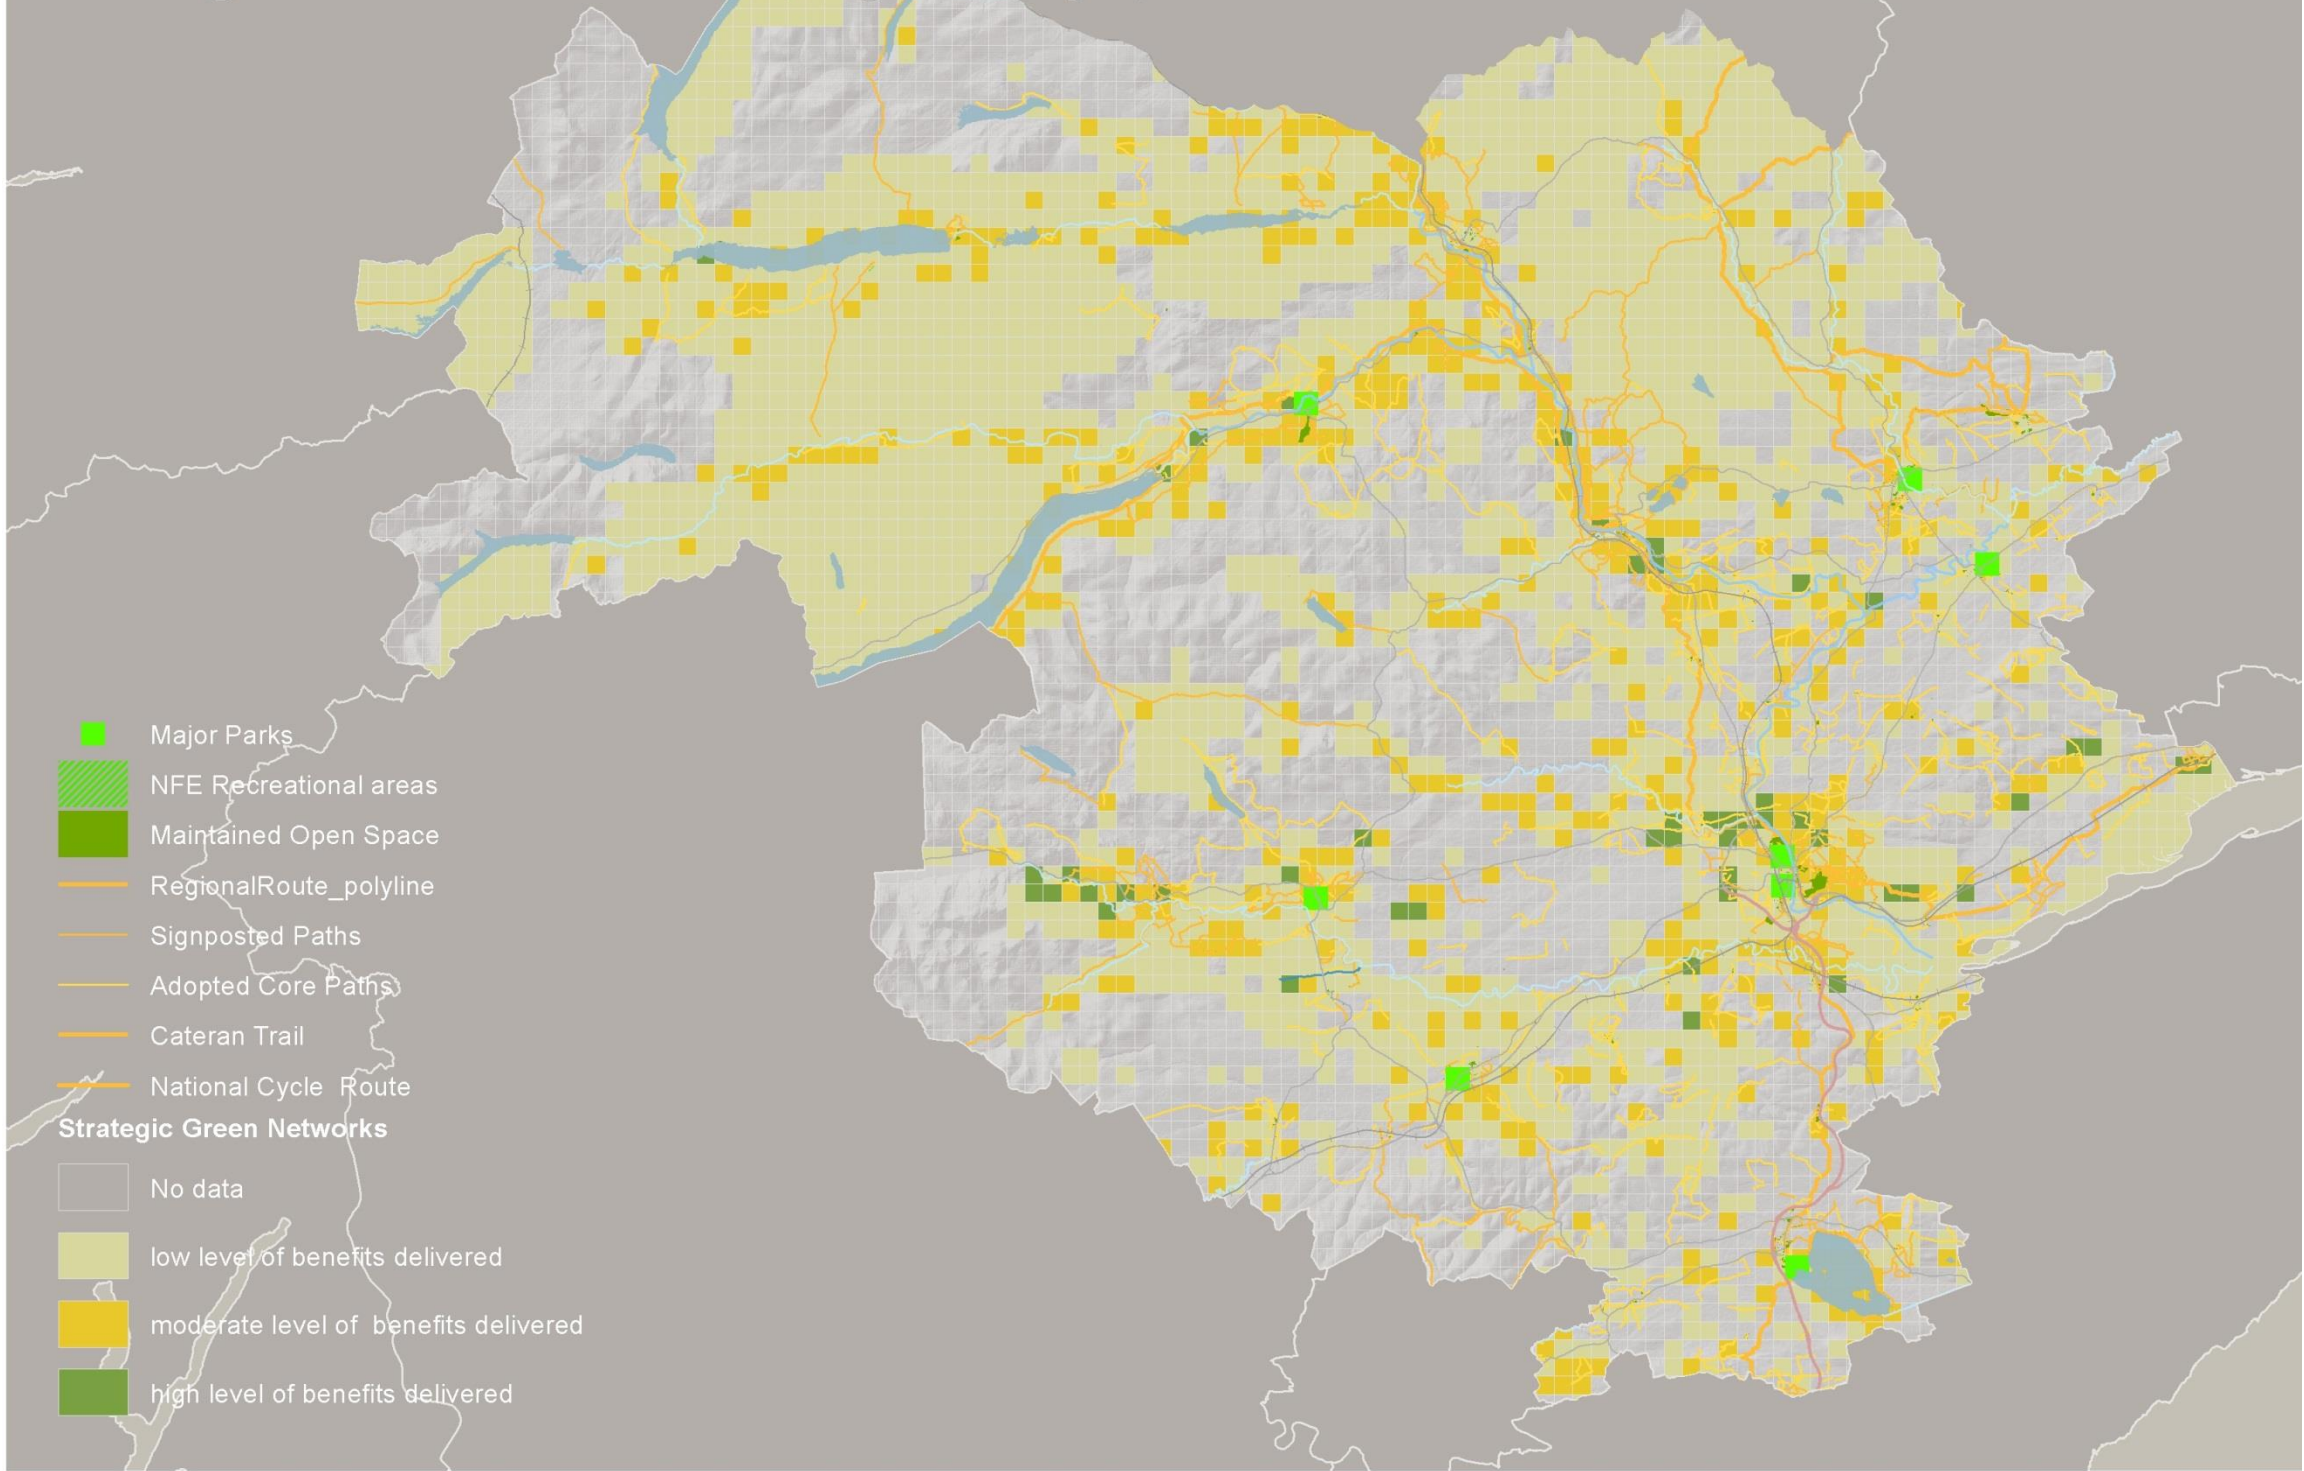 Major Parks
NFE Recreational areas
Maintained Open Space
RegionalRoute_polyline
Signposted Paths
Adopted Core Paths
Cateran Trail
National Cycle  Route
Strategic Green Networks
No data
low level of benefits delivered
moderate level of  benefits delivered
high level of benefits delivered